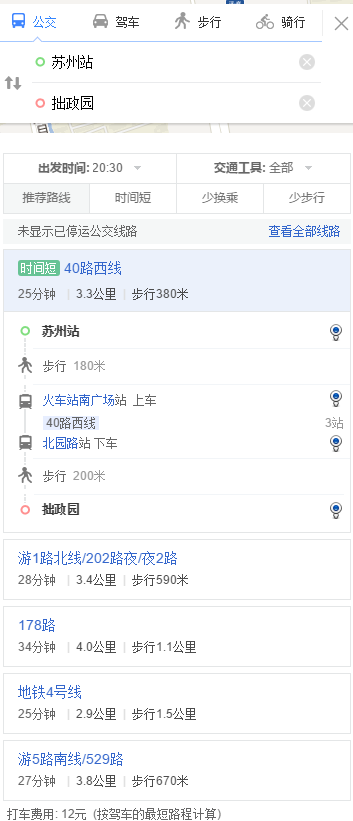 公交 驾车 步行 骑行
苏州站
拙政园
出发时间: 20:30 交通工具: 全部
推荐路线 时间短 少换乘 少步行
未显示已停运公交线路 查看全部线路
时间短 40路西线
25分钟 | 3.3公里 | 步行380米
苏州站
步行 180米
火车站南广场站 上车
40路西线 3站
北园路站 下车
步行 200米
拙政园
游1路北线/202路夜/夜2路
28分钟 | 3.4公里 | 步行590米
178路
34分钟 | 4.0公里 | 步行1.1公里
地铁4号线
25分钟 | 2.9公里 | 步行1.5公里
游5路南线/529路
27分钟 | 3.8公里 | 步行670米
打车费用: 12元 (按驾车的最短路程计算)